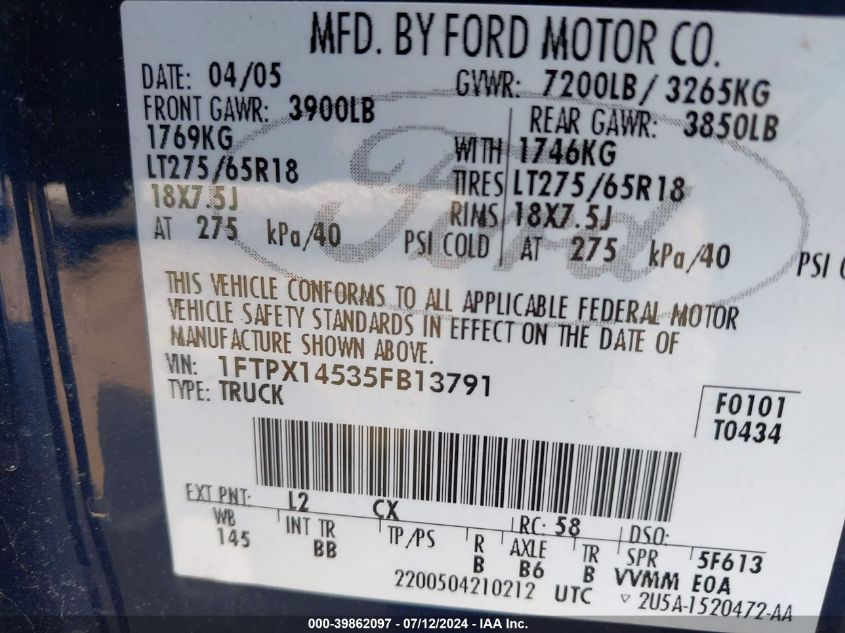 MFD. BY FORD MOTOR CO.
DATE: 04/05 GVWR: 7200LB/ 3265KG
FRONT GAWR: 3900LB REAR GAWR: 3850LB
1769KG WITH 1746KG
LT275/65R18 TIRES LT275/65R18
18X7.5J RIMS 18X7.5J
AT 275 kPa/40 PSI COLD AT 275 kPa/40 PSI
Ford
THIS VEHICLE CONFORMS TO ALL APPLICABLE FEDERAL MOTOR
VEHICLE SAFETY STANDARDS IN EFFECT ON THE DATE OF
MANUFACTURE SHOWN ABOVE.
VIN: 1FTPX14535FB13791
TYPE: TRUCK
F0101
T0434
EXT PNT: L2 CX RC: 58 DSO:
WB INT TR TP/PS R AXLE TR SPR 5F613
145 BB B B6 B VVMM E0A
2200504210212 UTC ▽ 2U5A-1520472-AA
000-39862097 - 07/12/2024 - IAA Inc.